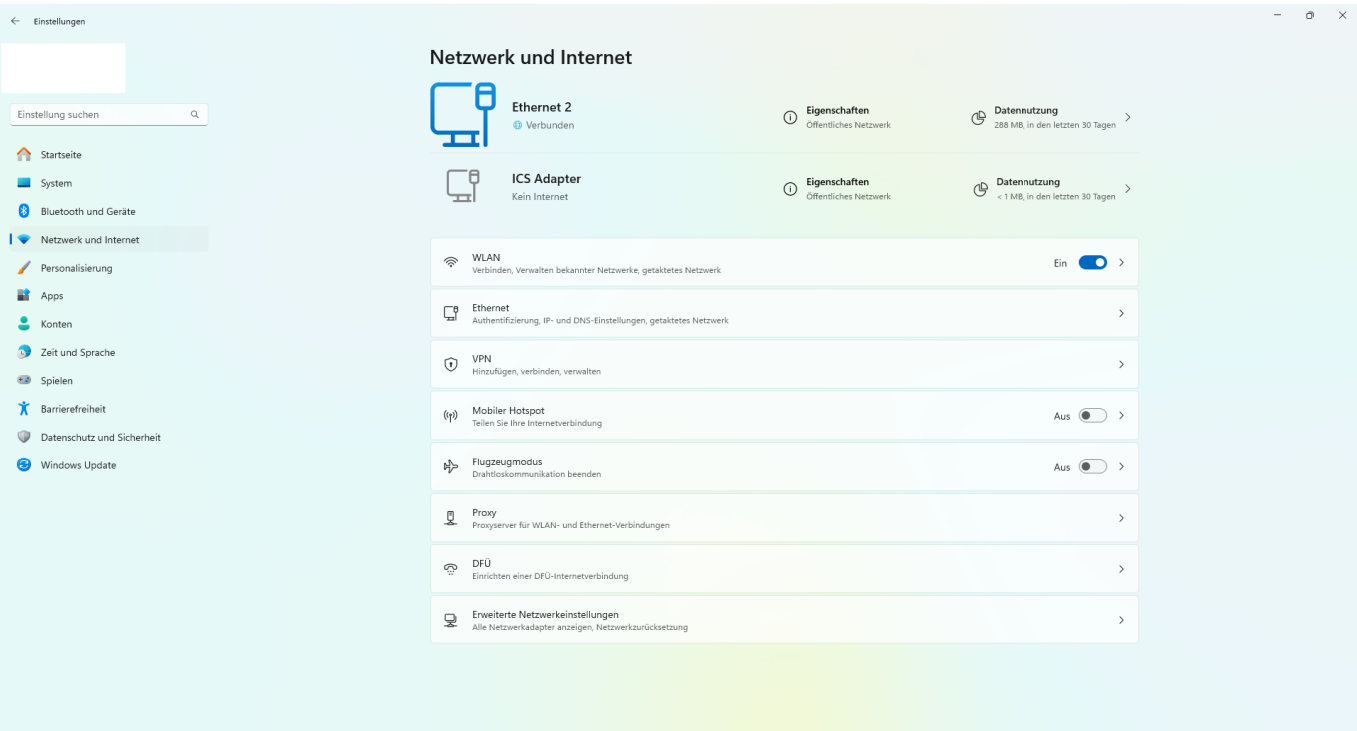 Einstellungen
Netzwerk und Internet
Ethernet 2
Verbunden
Eigenschaften
Öffentliches Netzwerk
Datennutzung
288 MB, in den letzten 30 Tagen
ICS Adapter
Kein Internet
Eigenschaften
Öffentliches Netzwerk
Datennutzung
< 1 MB, in den letzten 30 Tagen
Einstellung suchen
Startseite
System
Bluetooth und Geräte
Netzwerk und Internet
Personalisierung
Apps
Konten
Zeit und Sprache
Spielen
Barrierefreiheit
Datenschutz und Sicherheit
Windows Update
WLAN
Verbinden, Verwalten bekannter Netzwerke, getaktetes Netzwerk
Ein
Ethernet
Authentifizierung, IP- und DNS-Einstellungen, getaktetes Netzwerk
VPN
Hinzufügen, verbinden, verwalten
Mobiler Hotspot
Teilen Sie Ihre Internetverbindung
Aus
Flugzeugmodus
Drahtloskommunikation beenden
Aus
Proxy
Proxyserver für WLAN- und Ethernet-Verbindungen
DFÜ
Einrichten einer DFÜ-Internetverbindung
Erweiterte Netzwerkeinstellungen
Alle Netzwerkadapter anzeigen, Netzwerkzurücksetzung